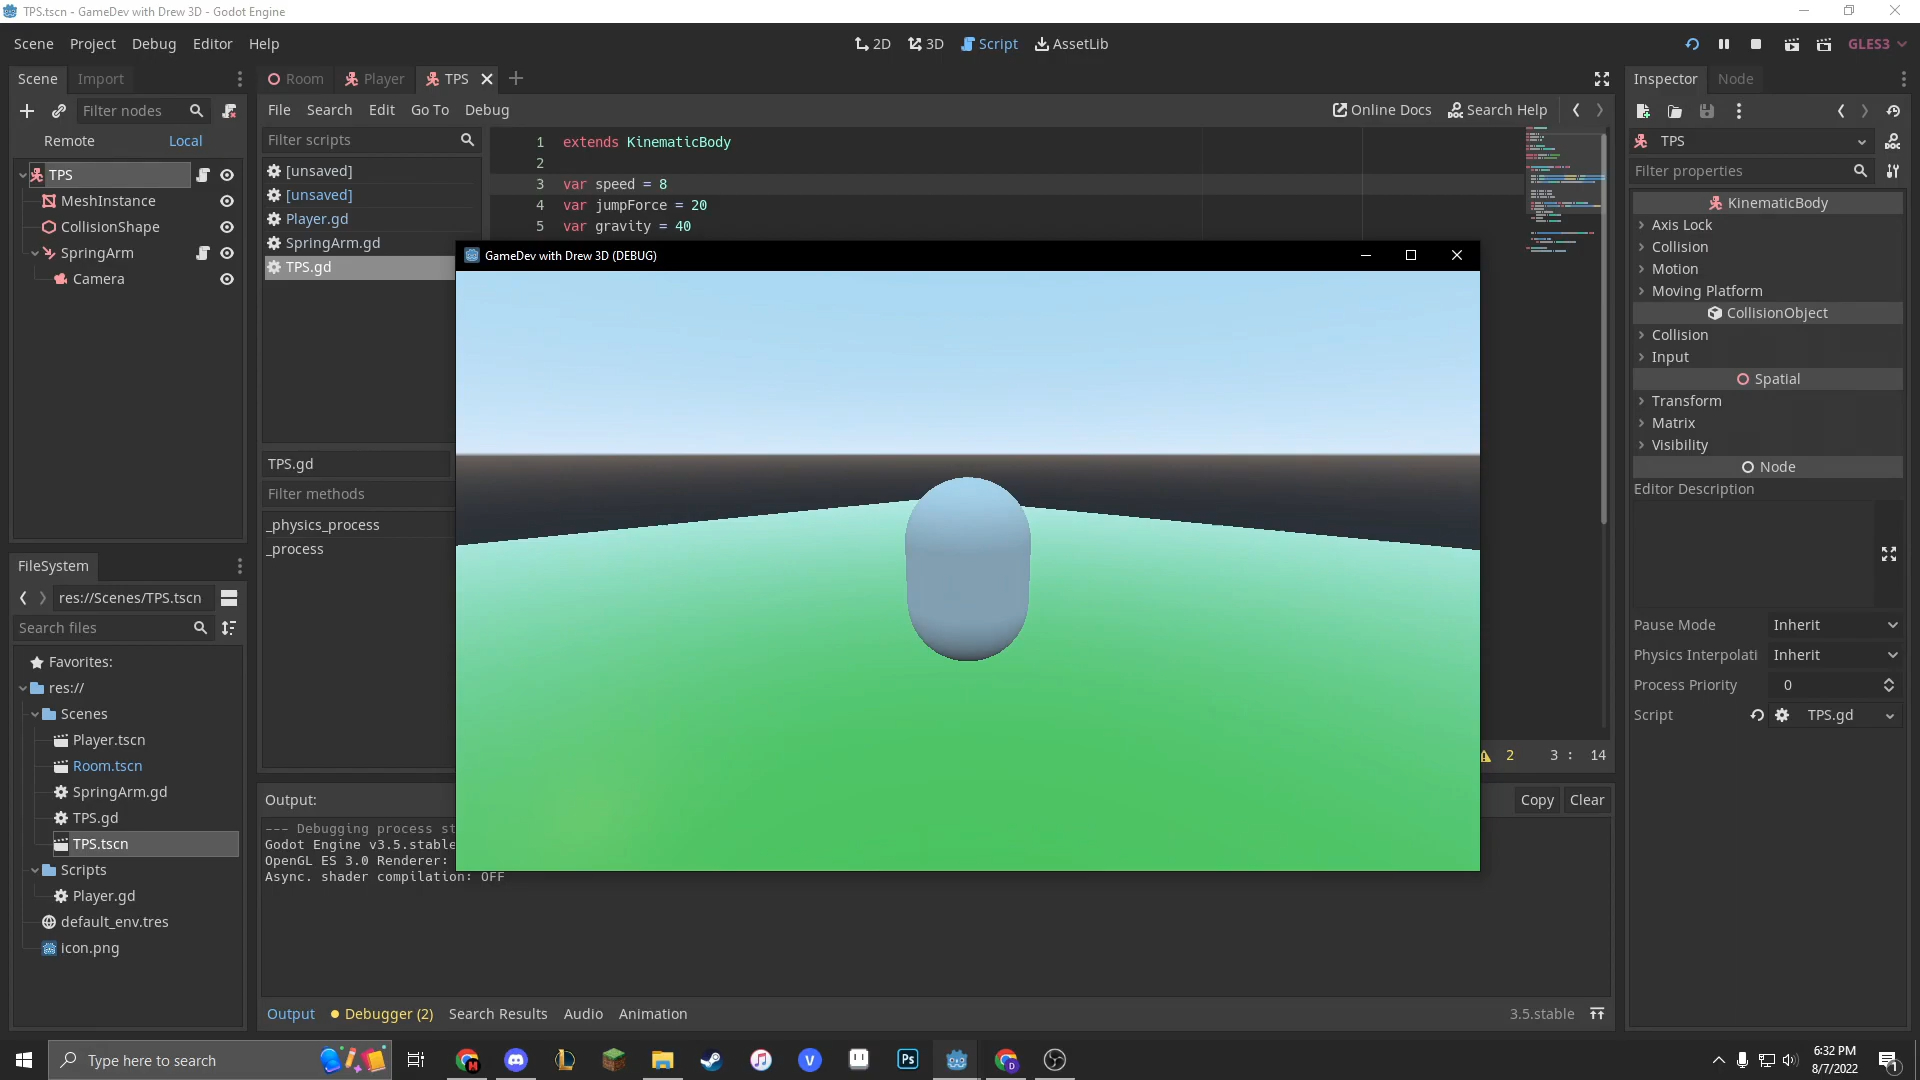 TPS.tscn - GameDev with Drew 3D - Godot Engine
Scene Project Debug Editor Help
2D 3D Script AssetLib
GLES3
Scene Import
Room Player TPS
Inspector Node
Filter nodes
File Search Edit Go To Debug
Online Docs Search Help
Remote Local
Filter scripts
TPS
MeshInstance
CollisionShape
SpringArm
Camera
[unsaved]
[unsaved]
Player.gd
SpringArm.gd
TPS.gd
1 extends KinematicBody
2
3 var speed = 8
4 var jumpForce = 20
5 var gravity = 40
GameDev with Drew 3D (DEBUG)
TPS.gd
Filter methods
_physics_process
_process
2 3 : 14
TPS
Filter properties
KinematicBody
Axis Lock
Collision
Motion
Moving Platform
CollisionObject
Collision
Input
Spatial
Transform
Matrix
Visibility
Node
Editor Description
Pause Mode Inherit
Physics Interpolati Inherit
Process Priority 0
Script TPS.gd
FileSystem
res://Scenes/TPS.tscn
Search files
Favorites:
res://
Scenes
Player.tscn
Room.tscn
SpringArm.gd
TPS.gd
TPS.tscn
Scripts
Player.gd
default_env.tres
icon.png
Output:
Copy Clear
--- Debugging process st
Godot Engine v3.5.stable
OpenGL ES 3.0 Renderer:
Async. shader compilation: OFF
Output Debugger (2) Search Results Audio Animation
3.5.stable
Type here to search
Ps
6:32 PM
8/7/2022
1